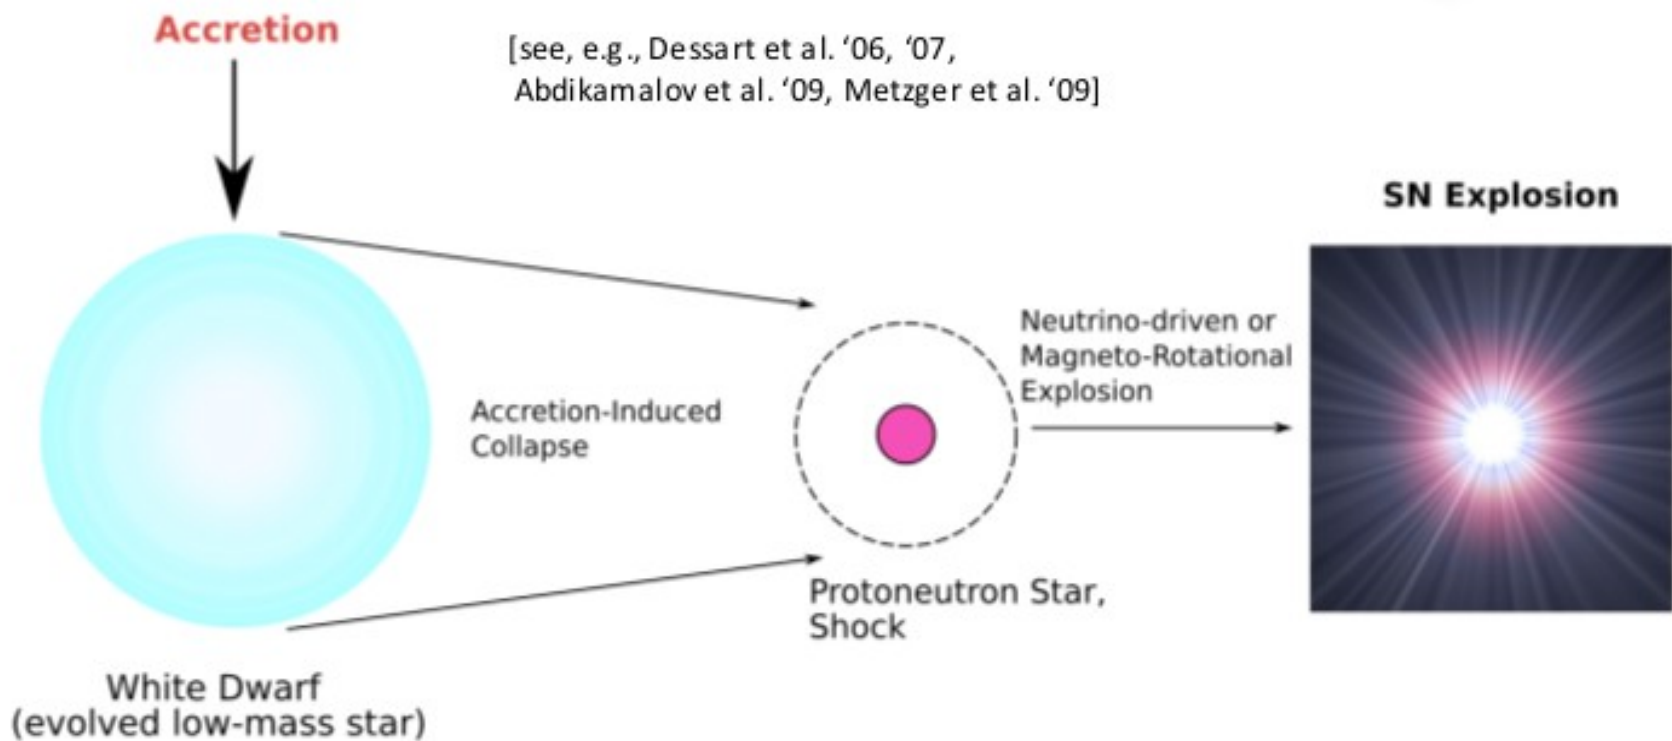 Accretion
[see, e.g., Dessart et al. ‘06, ‘07,
Abdikamalov et al. ‘09, Metzger et al. ‘09]
SN Explosion
Neutrino-driven or
Magneto-Rotational
Explosion
Accretion-Induced
Collapse
Protoneutron Star,
Shock
White Dwarf
(evolved low-mass star)